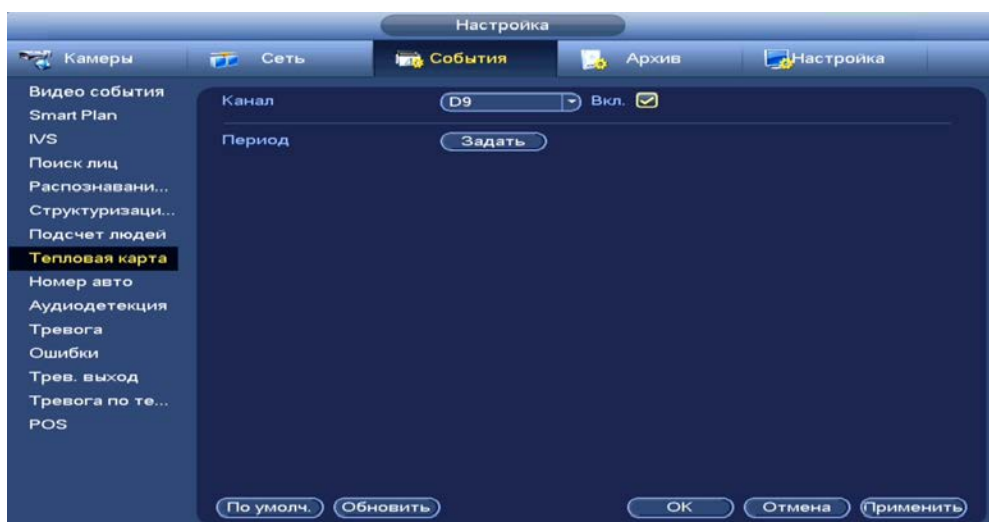 Настройка
Камеры Сеть События Архив Настройка
Видео события
Smart Plan
IVS
Поиск лиц
Распознавани...
Структуризаци...
Подсчет людей
Тепловая карта
Номер авто
Аудиодетекция
Тревога
Ошибки
Трев. выход
Тревога по те...
POS
Канал D9 Вкл.
Период Задать
По умолч. Обновить OK Отмена Применить